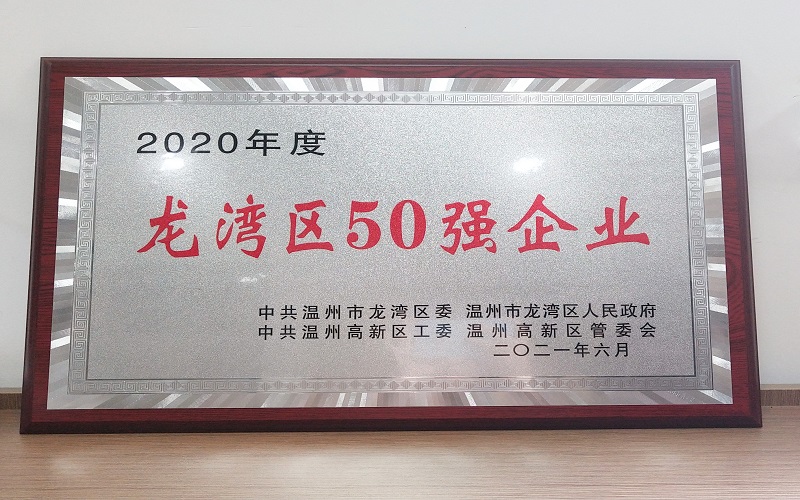 2020年度
龙湾区50强企业
中共温州市龙湾区委 温州市龙湾区人民政府
中共温州高新区工委 温州高新区管委会
二〇二一年六月